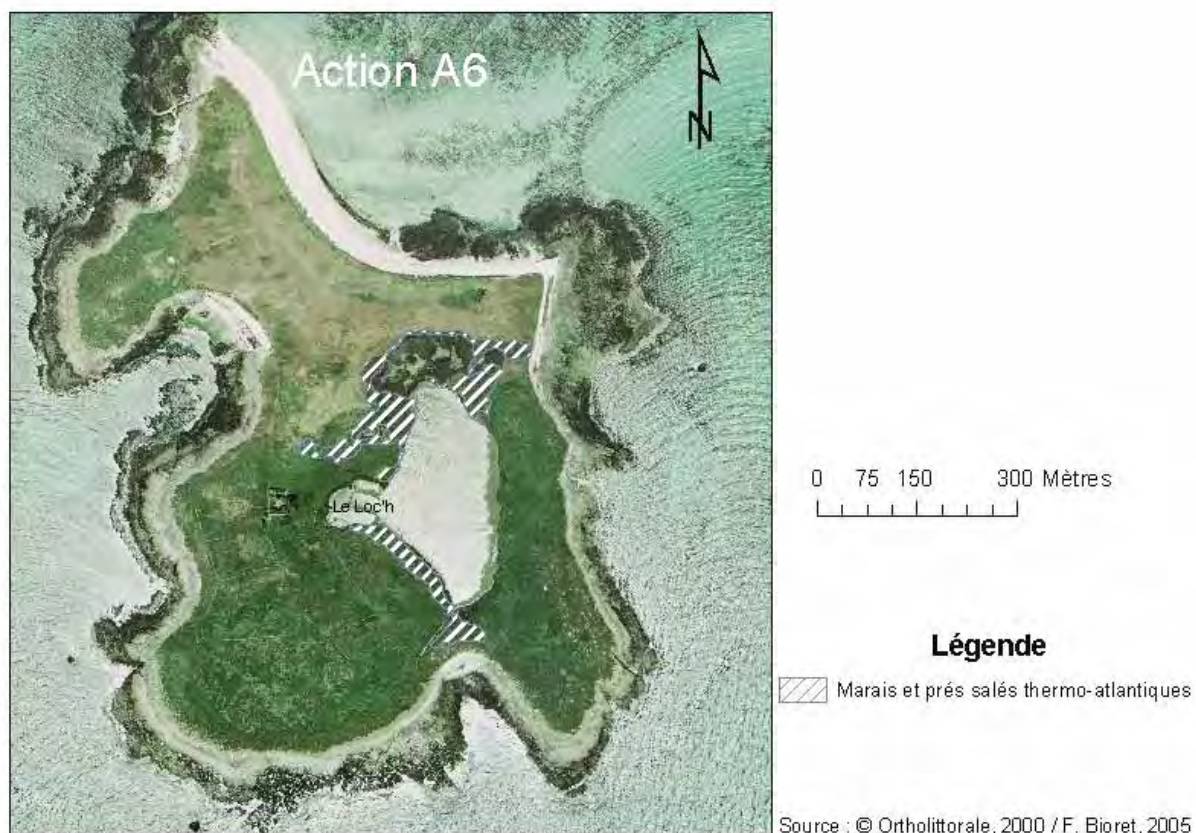 Action A6
N
Le Loc'h
0 75 150 300 Mètres
Légende
Marais et prés salés thermo-atlantiques
Source : © Ortholittorale, 2000 / F. Bioret, 2005